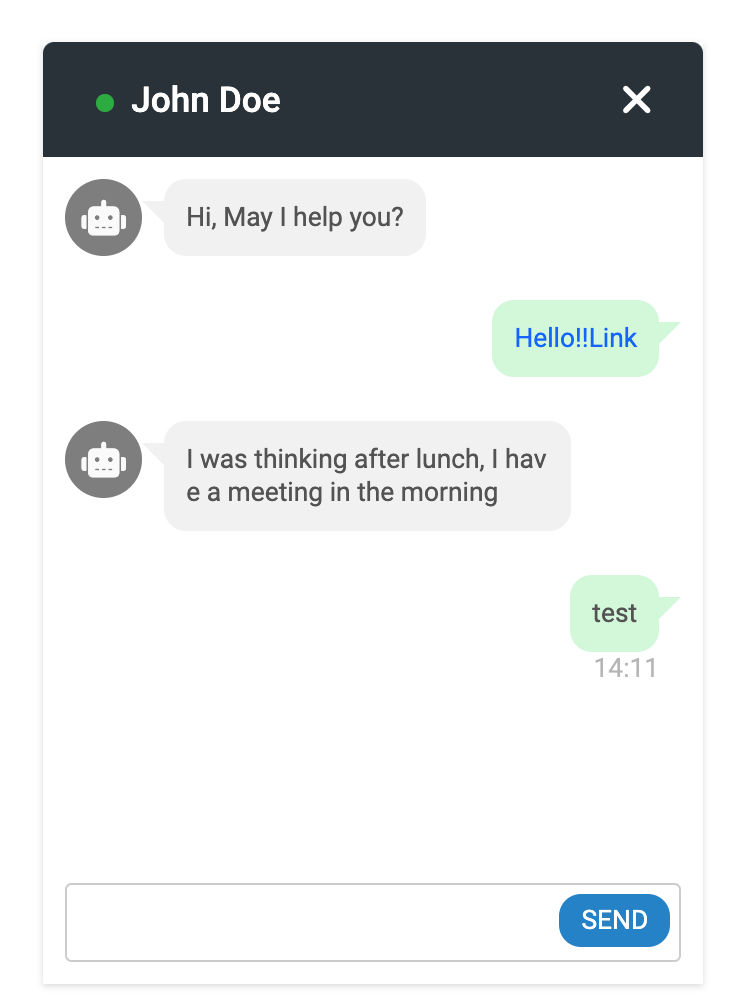 John Doe
Hi, May I help you?
Hello!!Link
I was thinking after lunch, I hav
e a meeting in the morning
test
14:11
SEND